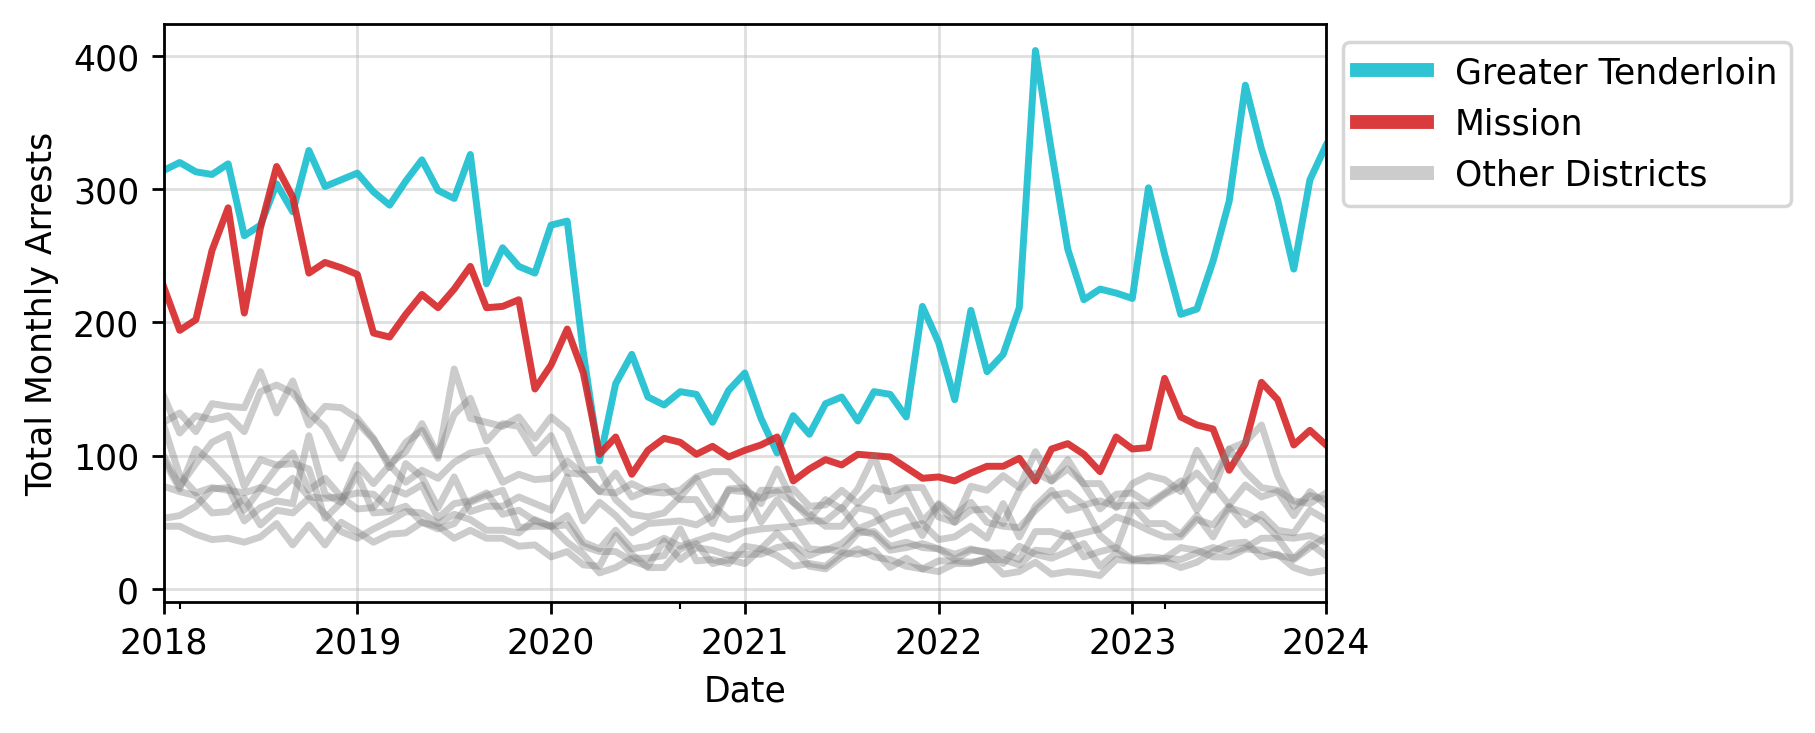 400
300
200
100
0
Total Monthly Arrests
2018 2019 2020 2021 2022 2023 2024
Date
Greater Tenderloin
Mission
Other Districts